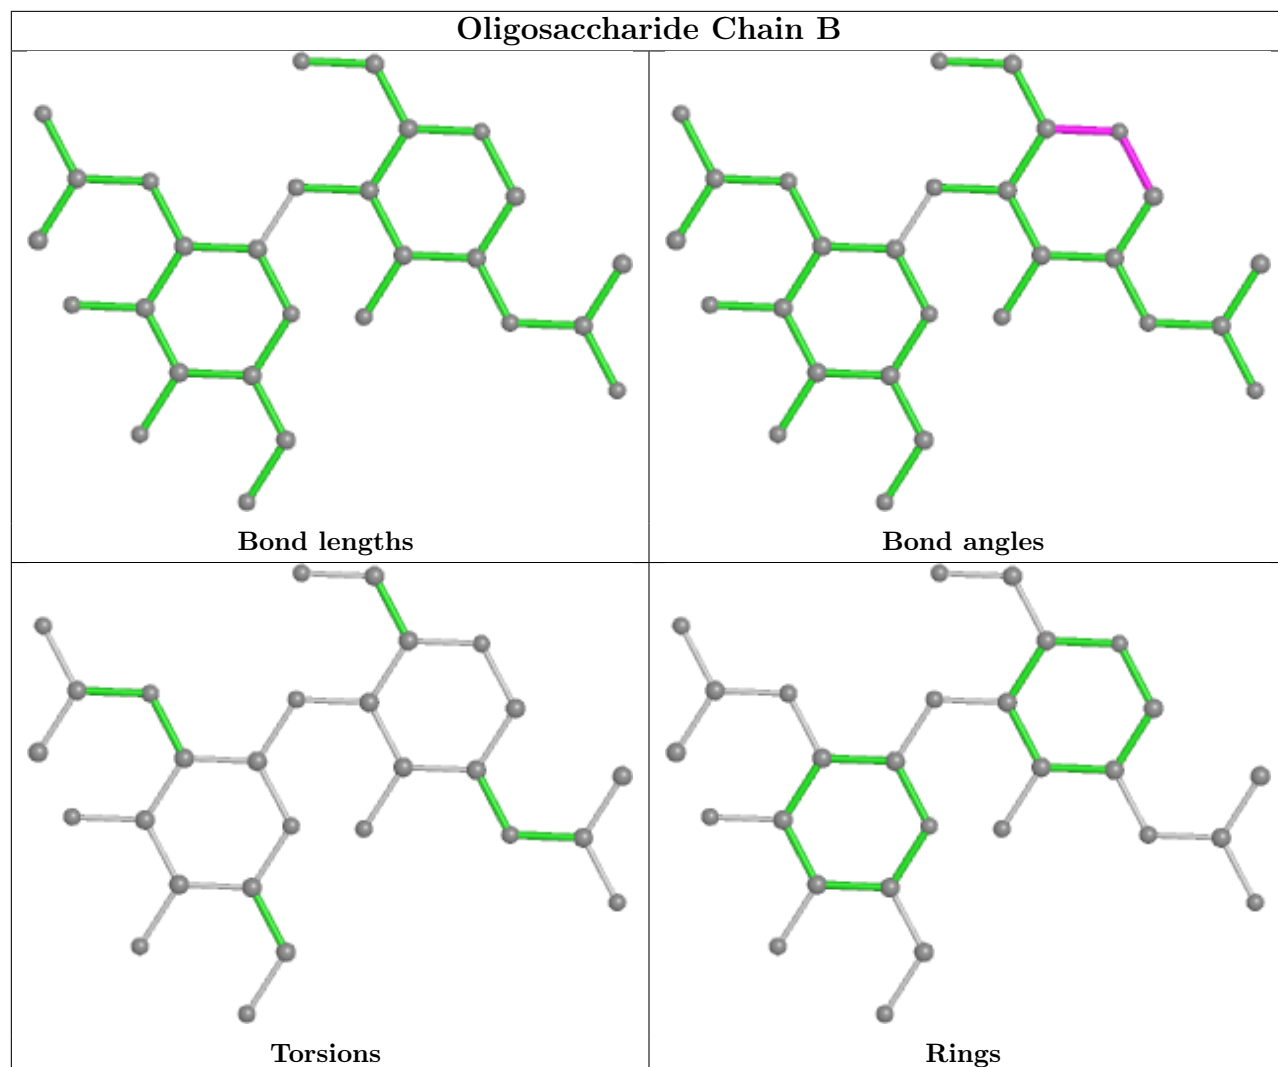 Oligosaccharide Chain B
Bond lengths
Bond angles
Torsions
Rings